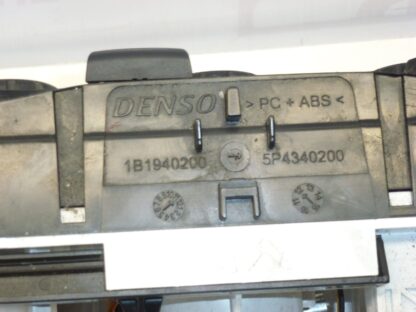 DENSO > PC + ABS <
1B1940200 5P4340200